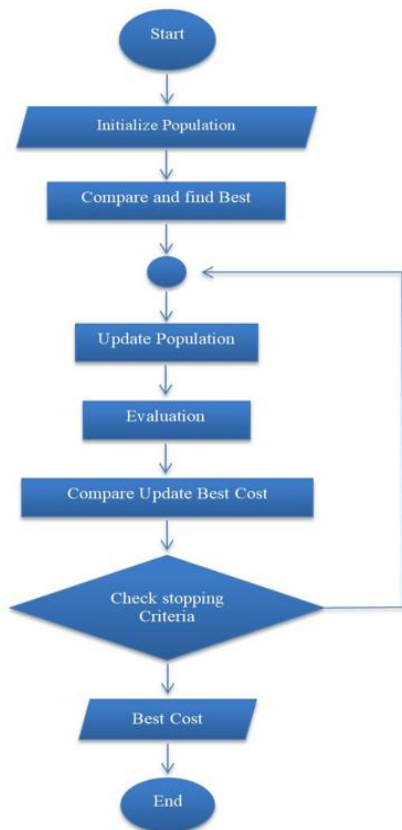 Start
Initialize Population
Compare and find Best
Update Population
Evaluation
Compare Update Best Cost
Check stopping
Criteria
Best Cost
End